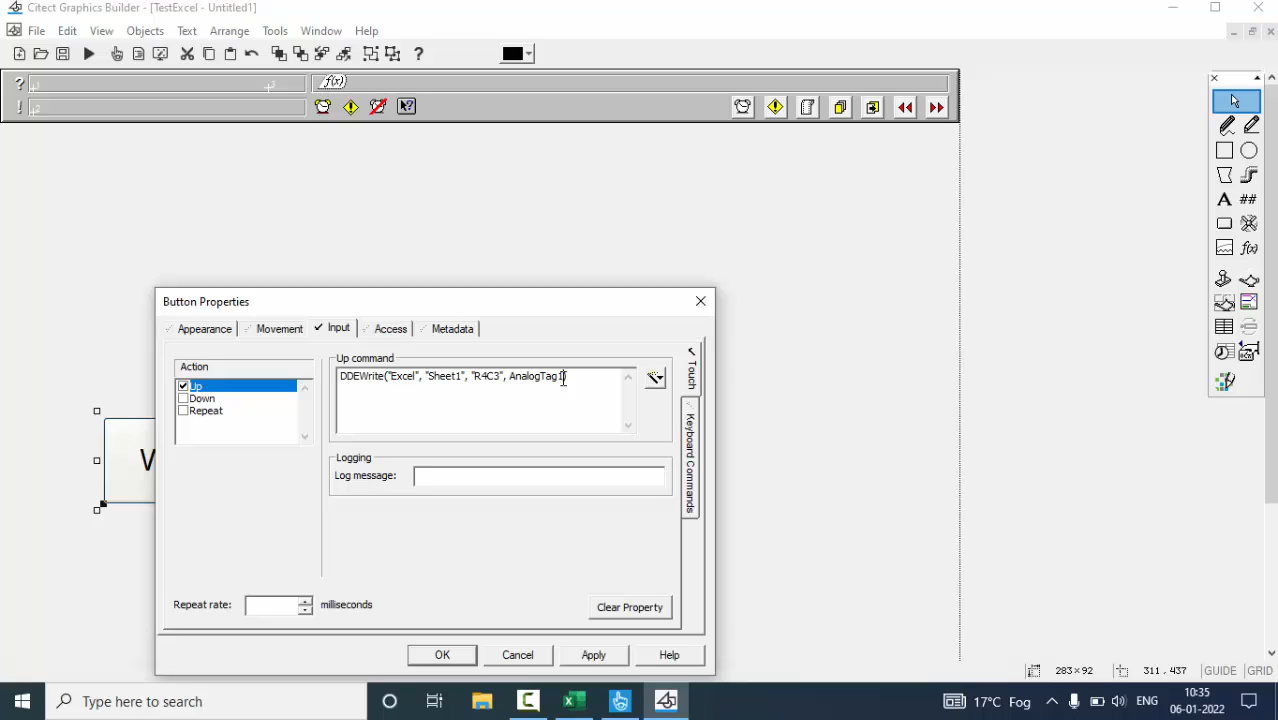 Citect Graphics Builder - [TestExcel - Untitled1]
File Edit View Objects Text Arrange Tools Window Help
f(x)
Button Properties
Appearance Movement Input Access Metadata
Action
Up
Down
Repeat
Up command
DDEWrite("Excel", "Sheet1", "R4C3", AnalogTag1)
Touch
Keyboard Commands
Logging
Log message:
Repeat rate: milliseconds
Clear Property
OK Cancel Apply Help
283×92 311 , 437 GUIDE GRID
Type here to search
17°C Fog
ENG
10:35
06-01-2022